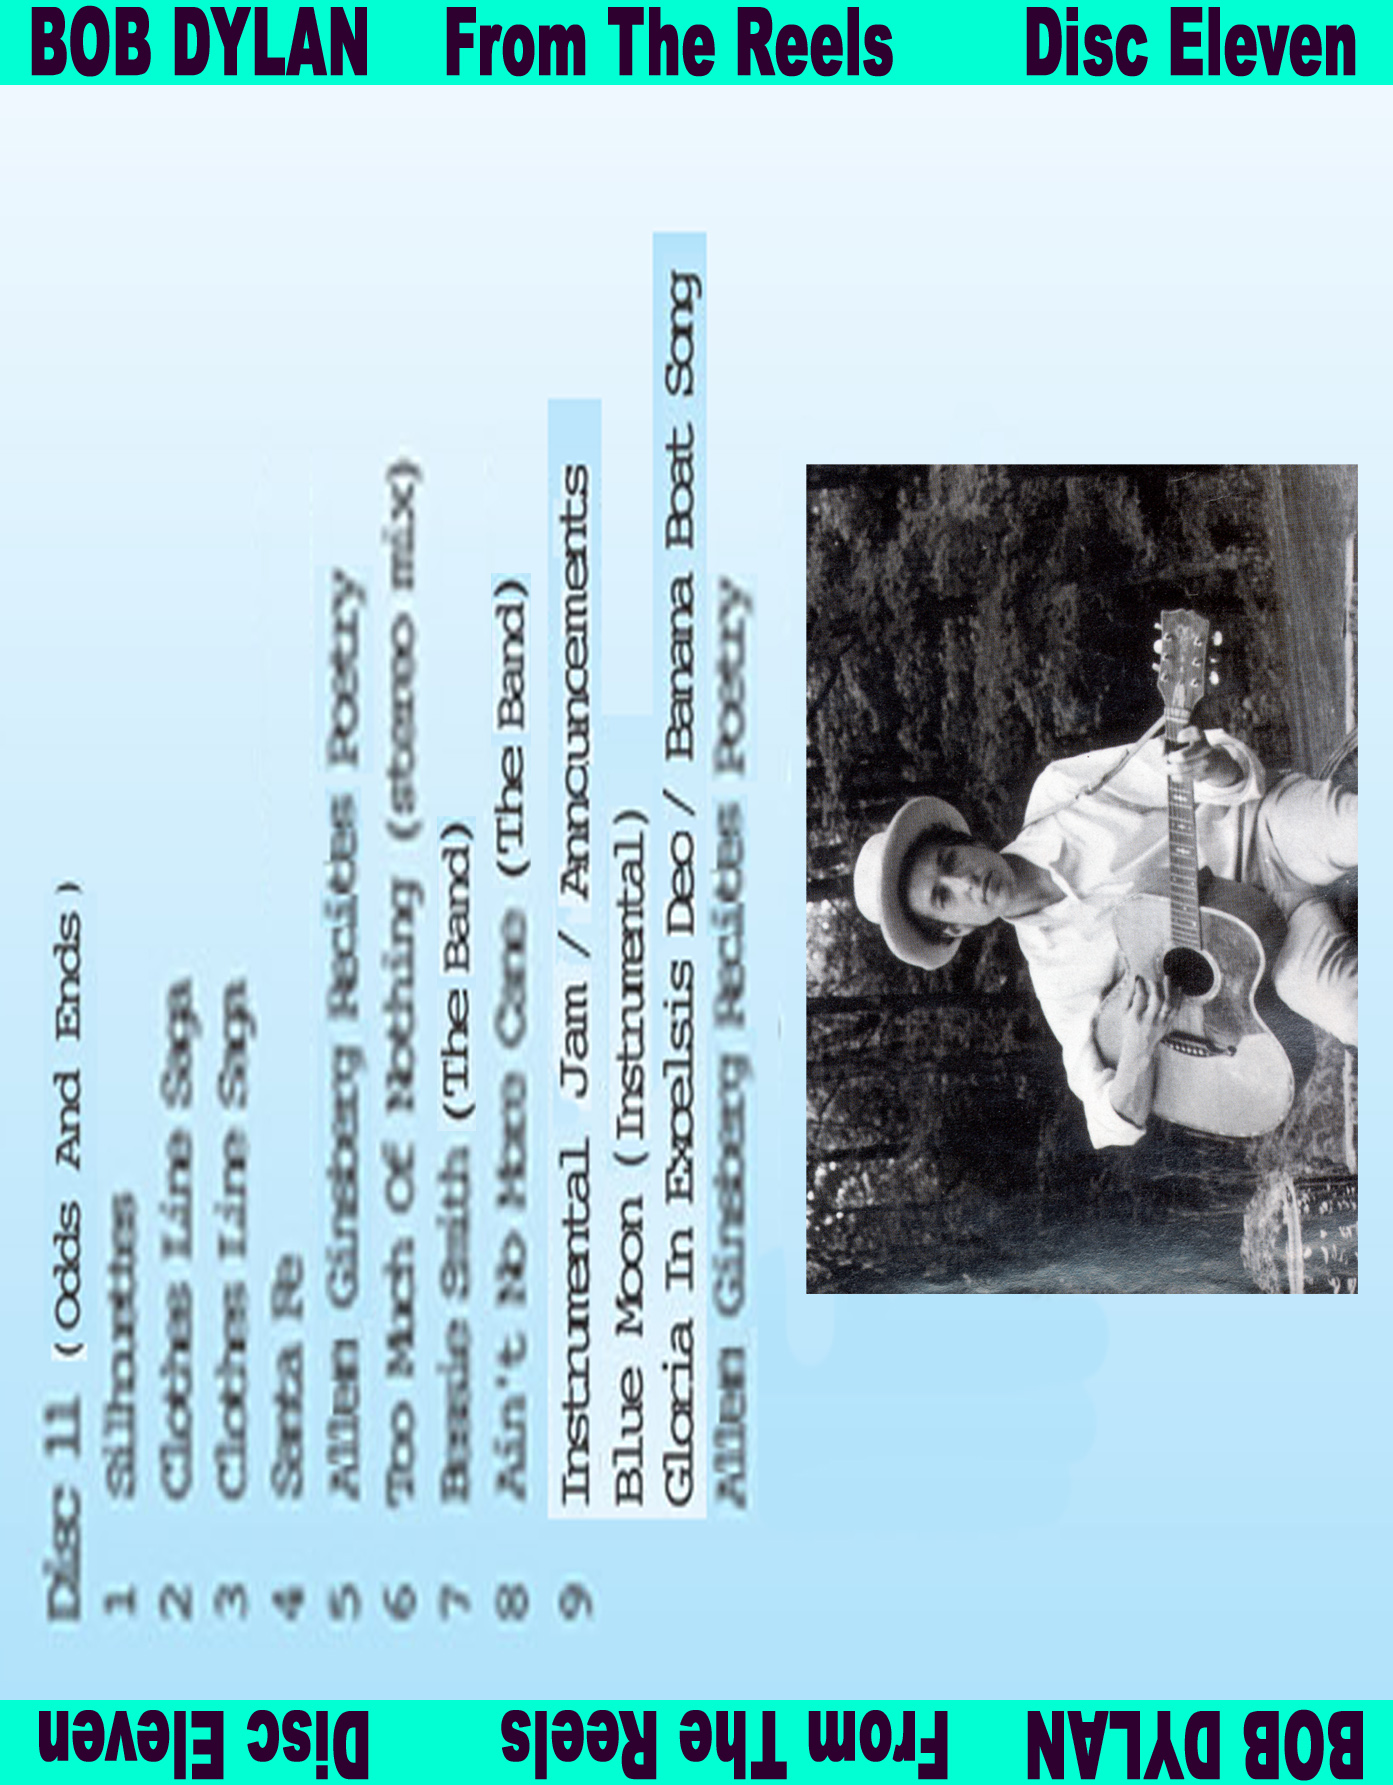 BOB DYLAN From The Reels Disc Eleven
Disc 11 (Odds And Ends)
1 Silhouttes
2 Clothes Line Saga
3 Clothes Line Saga
4 Santa Fe
5 Allen Ginsberg Recites Poetry
6 Too Much Of Nothing (stereo mix)
7 Bessie Smith (The Band)
8 Ain't No More Cane (The Band)
9 Instrumental Jam / Announcements
Blue Moon (Instrumental)
Gloria In Excelsis Deo / Banana Boat Song
Allen Ginsberg Recites Poetry
BOB DYLAN From The Reels Disc Eleven